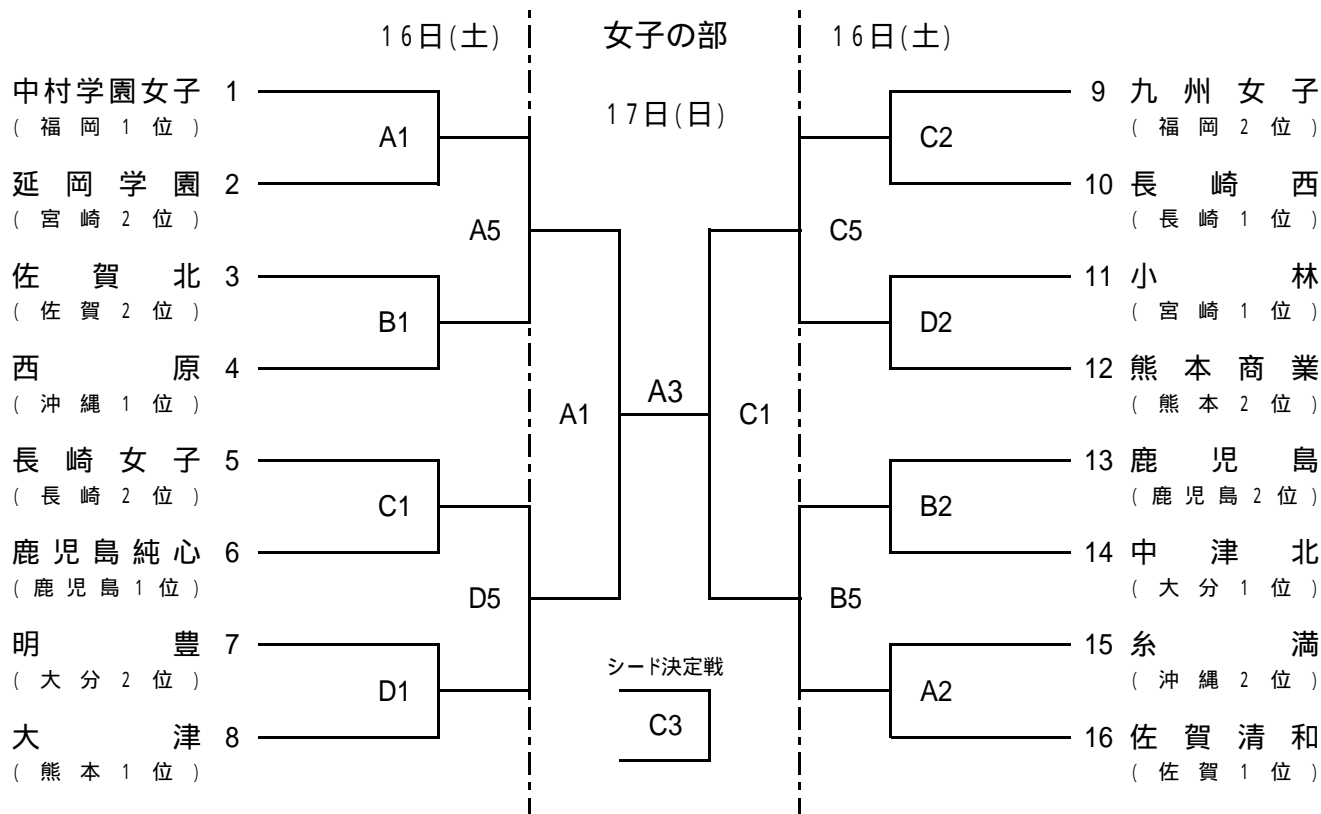 16日(土) 女子の部 16日(土)
17日(日)
中村学園女子 1
(福岡1位)
A1
延岡学園 2
(宮崎2位)
A5
佐賀北 3
(佐賀2位)
B1
西原 4
(沖縄1位)
A1
長崎女子 5
(長崎2位)
C1
鹿児島純心 6
(鹿児島1位)
D5
明豊 7
(大分2位)
D1
大津 8
(熊本1位)
A3
シード決定戦
C3
9 九州女子
(福岡2位)
C2
10 長崎西
(長崎1位)
C5
11 小林
(宮崎1位)
D2
12 熊本商業
(熊本2位)
C1
13 鹿児島
(鹿児島2位)
B2
14 中津北
(大分1位)
B5
15 糸満
(沖縄2位)
A2
16 佐賀清和
(佐賀1位)